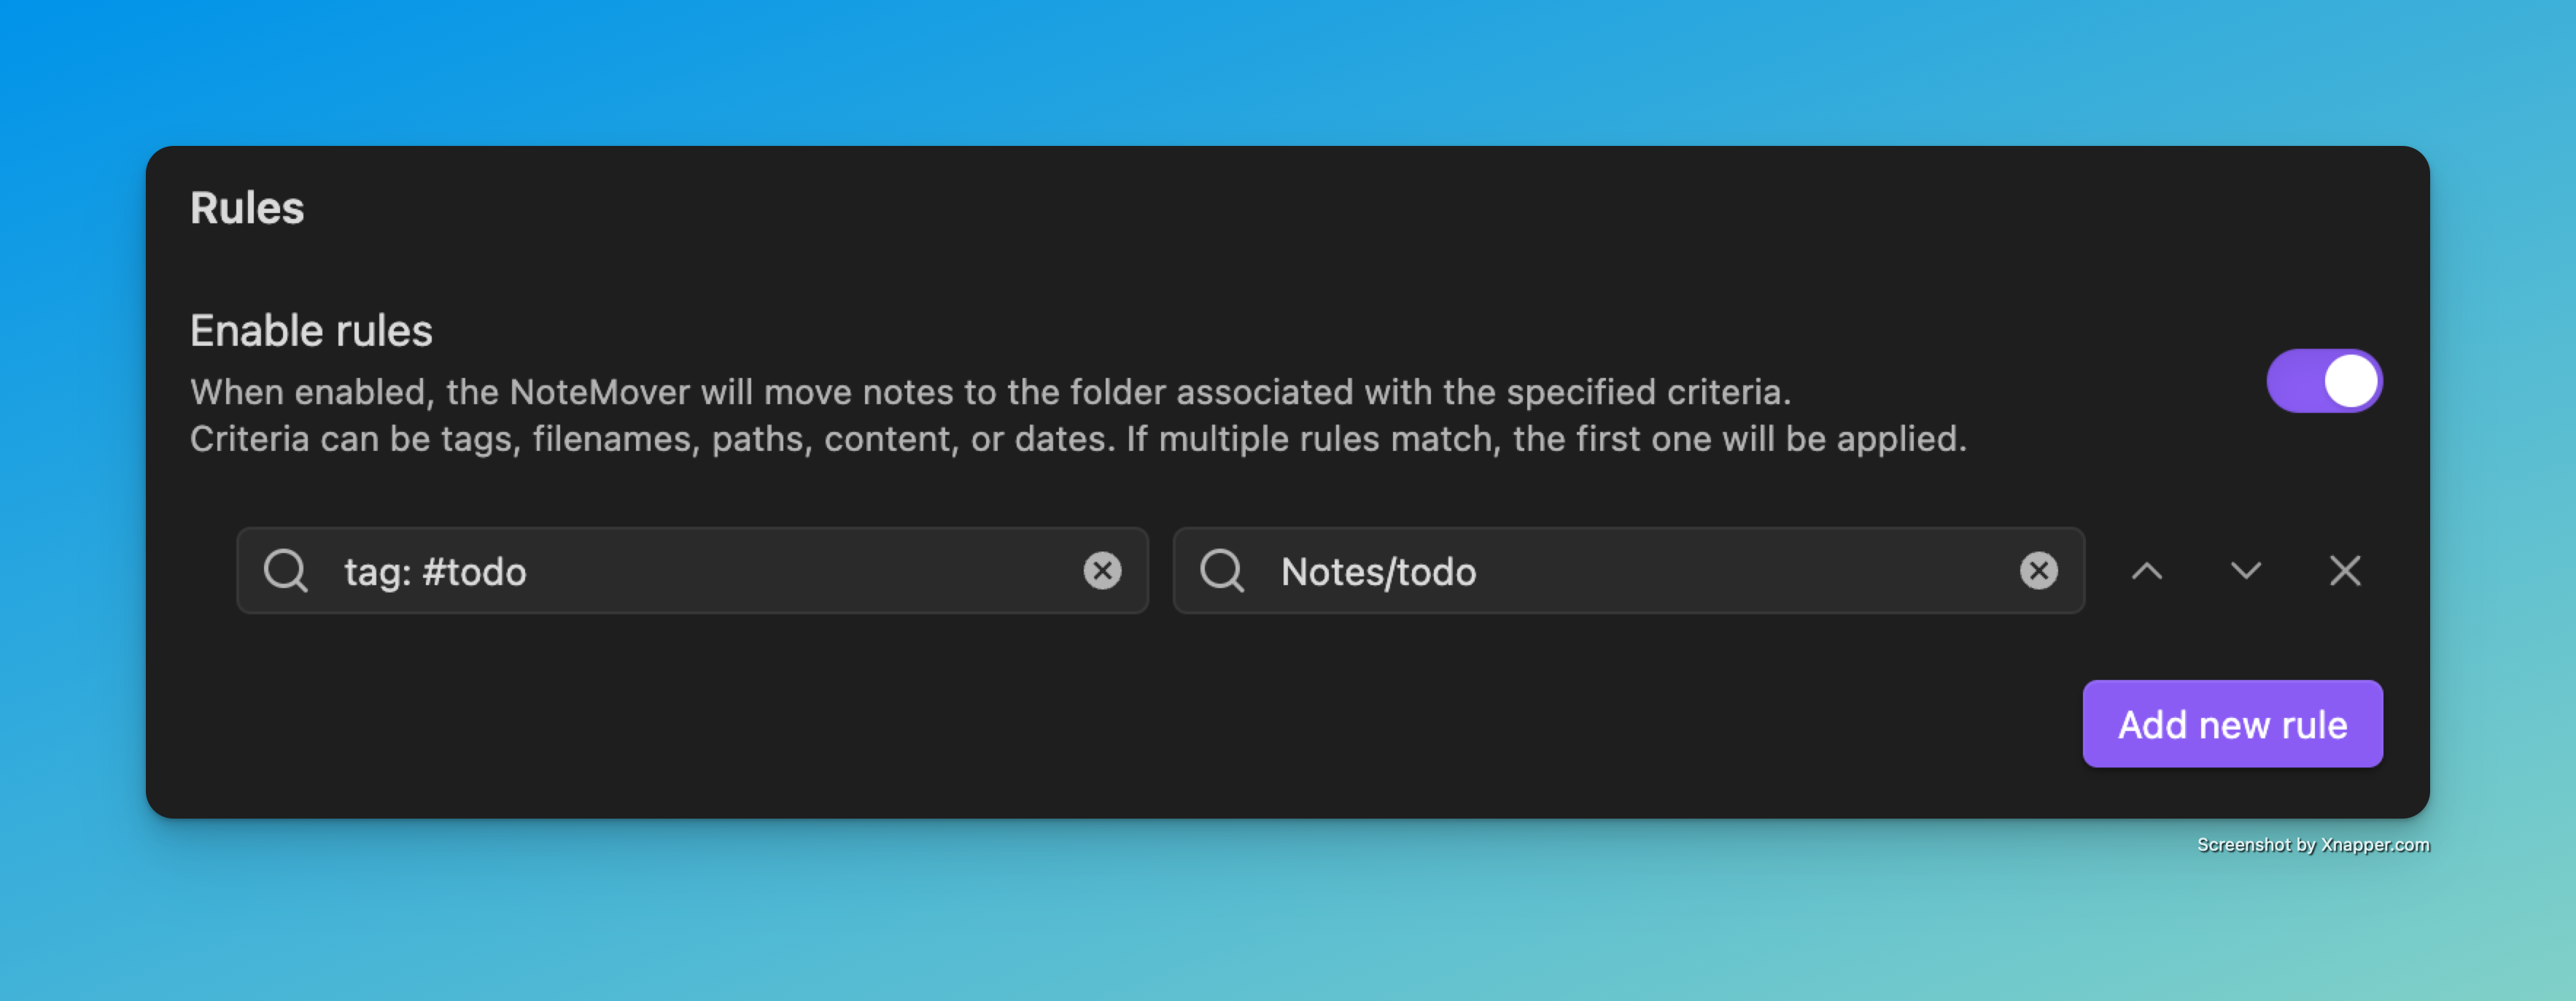 Rules
Enable rules
When enabled, the NoteMover will move notes to the folder associated with the specified criteria.
Criteria can be tags, filenames, paths, content, or dates. If multiple rules match, the first one will be applied.
tag: #todo
Notes/todo
Add new rule
Screenshot by Xnapper.com